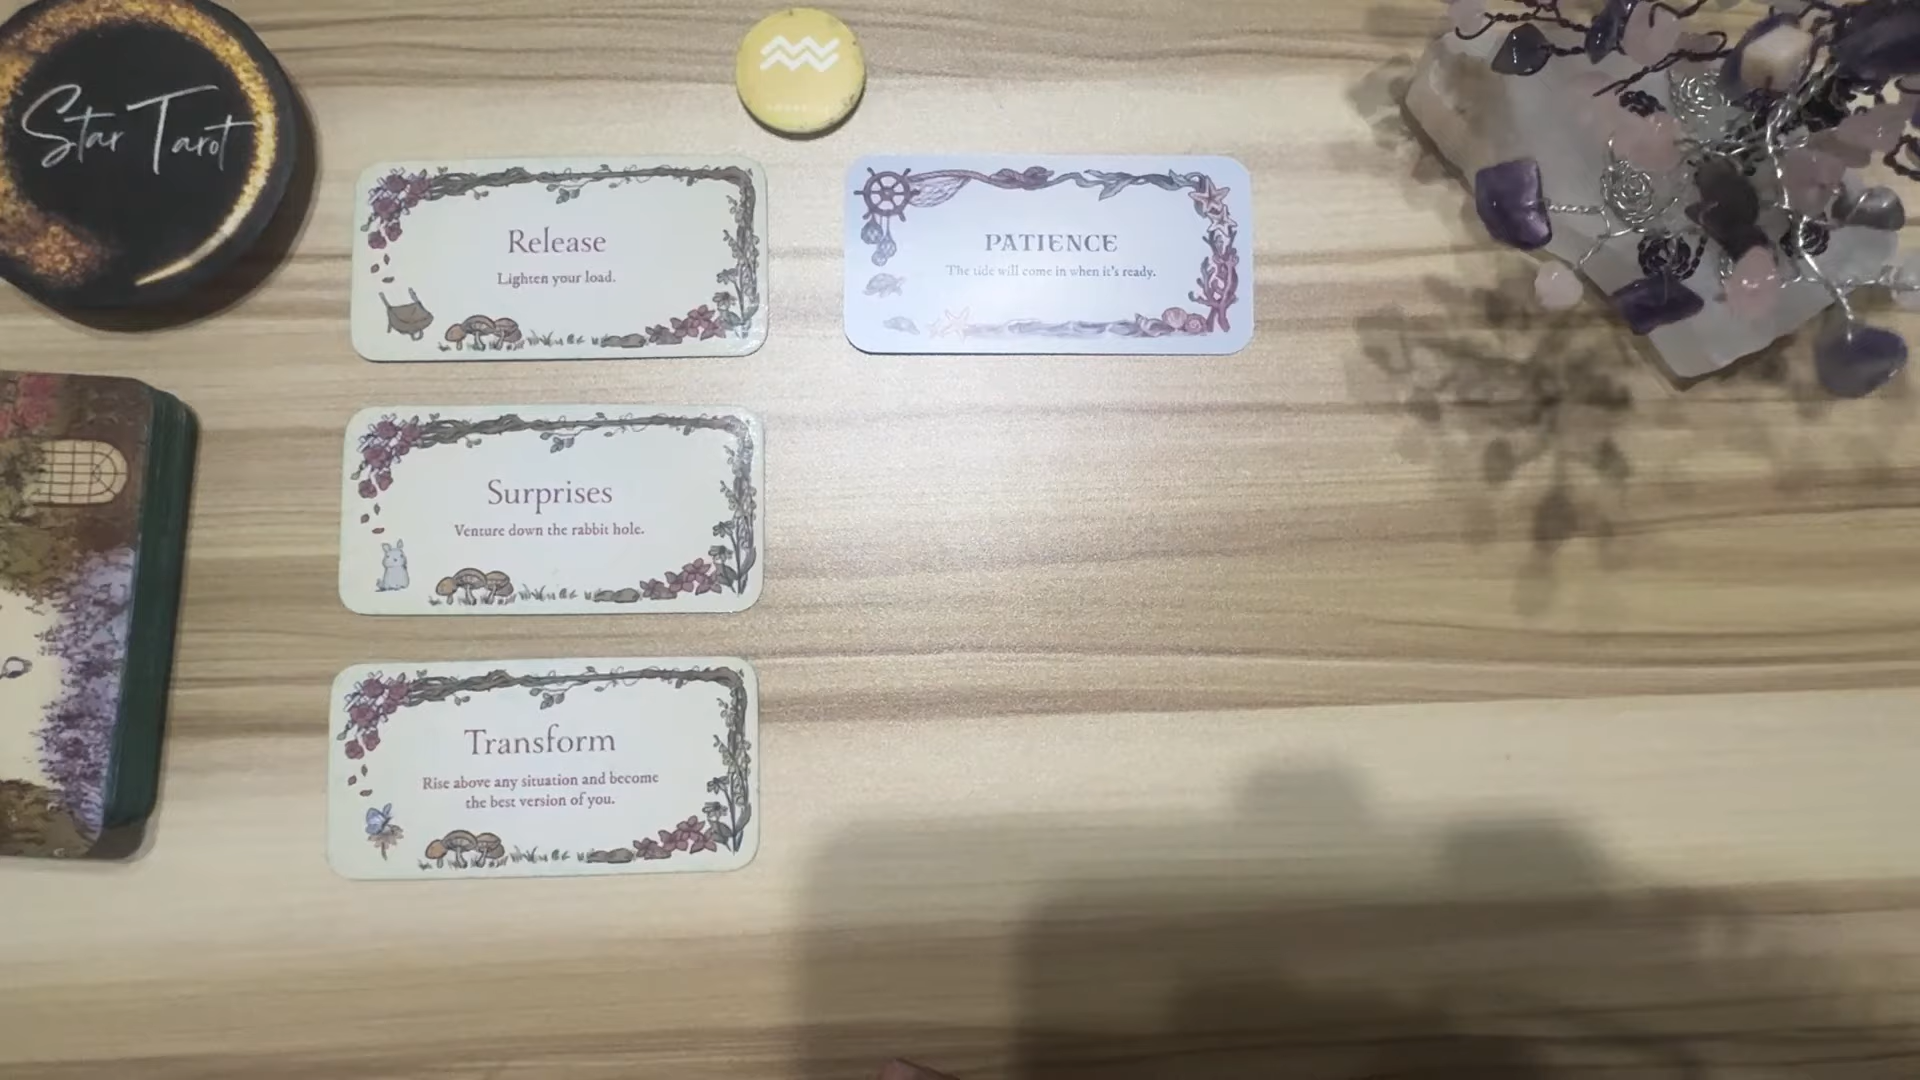 Star Tarot
Release
Lighten your load.
PATIENCE
The tide will come in when it's ready.
Surprises
Venture down the rabbit hole.
Transform
Rise above any situation and become
the best version of you.